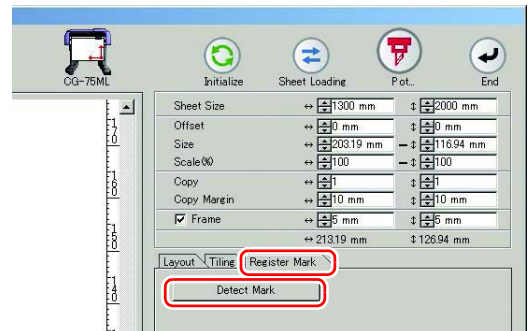 CG-75ML
Initialize
Sheet Loading
Pot...
End
Sheet Size ↔ 1300 mm ↕ 2000 mm
Offset ↔ 0 mm ↕ 0 mm
Size ↔ 203.19 mm ↕ 116.94 mm
Scale(%) ↔ 100 ↕ 100
Copy ↔ 1 ↕ 1
Copy Margin ↔ 10 mm ↕ 10 mm
Frame ↔ 5 mm ↕ 5 mm
↔ 213.19 mm ↕ 126.94 mm
Layout Tiling Register Mark
Detect Mark